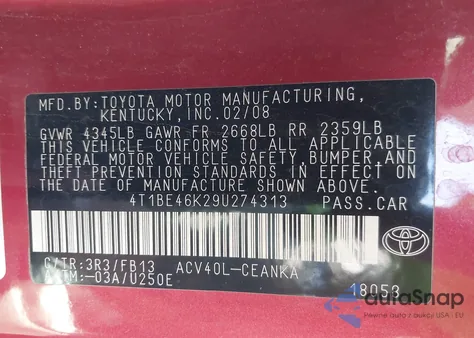 MFD.BY:TOYOTA MOTOR MANUFACTURING,
KENTUCKY, INC.02/08
GVWR 4345LB GAWR FR 2668LB RR 2359LB
THIS VEHICLE CONFORMS TO ALL APPLICABLE
FEDERAL MOTOR VEHICLE SAFETY,BUMPER,AND
THEFT PREVENTION STANDARDS IN EFFECT ON
THE DATE OF MANUFACTURE SHOWN ABOVE.
4T1BE46K29U274313 PASS.CAR
C/TR:3R3/FB13 ACV40L-CEANKA
A/TM:-03A/U250E 18053
TOYOTA
autaSnap